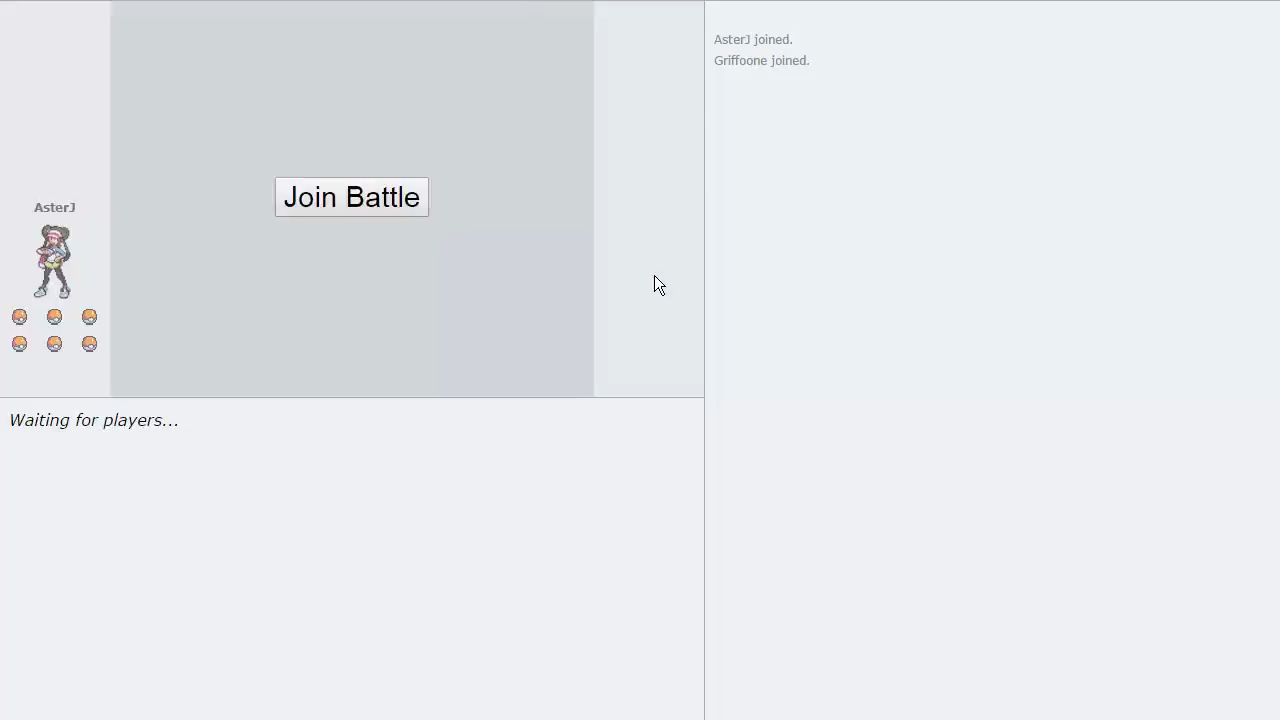 AsterJ joined.
Griffoone joined.
Join Battle
AsterJ
Waiting for players...